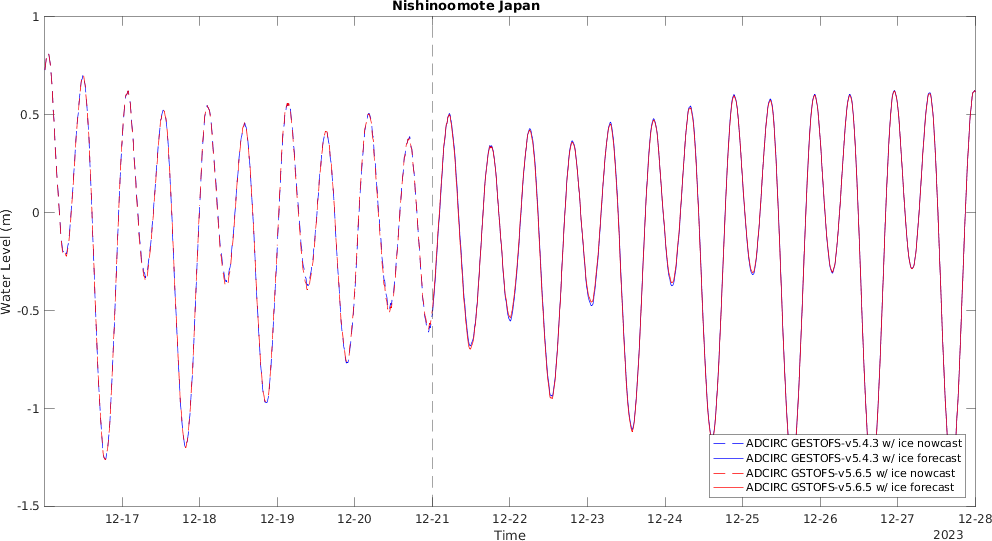 Nishinoomote Japan
1
0.5
0
-0.5
-1
-1.5
Water Level (m)
12-17
12-18
12-19
12-20
12-21
12-22
12-23
12-24
12-25
12-26
12-27
12-28
Time
2023
ADCIRC GESTOFS-v5.4.3 w/ ice nowcast
ADCIRC GESTOFS-v5.4.3 w/ ice forecast
ADCIRC GSTOFS-v5.6.5 w/ ice nowcast
ADCIRC GSTOFS-v5.6.5 w/ ice forecast